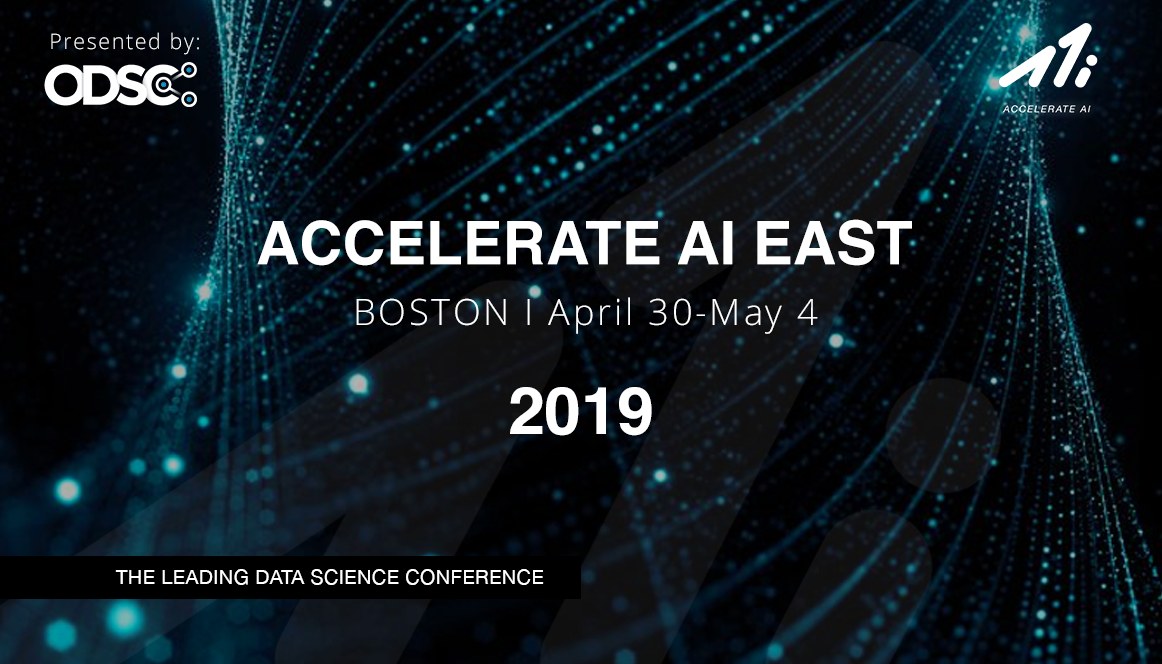 Presented by:
ODSC
ACCELERATE AI
ACCELERATE AI EAST
BOSTON I April 30-May 4
2019
THE LEADING DATA SCIENCE CONFERENCE